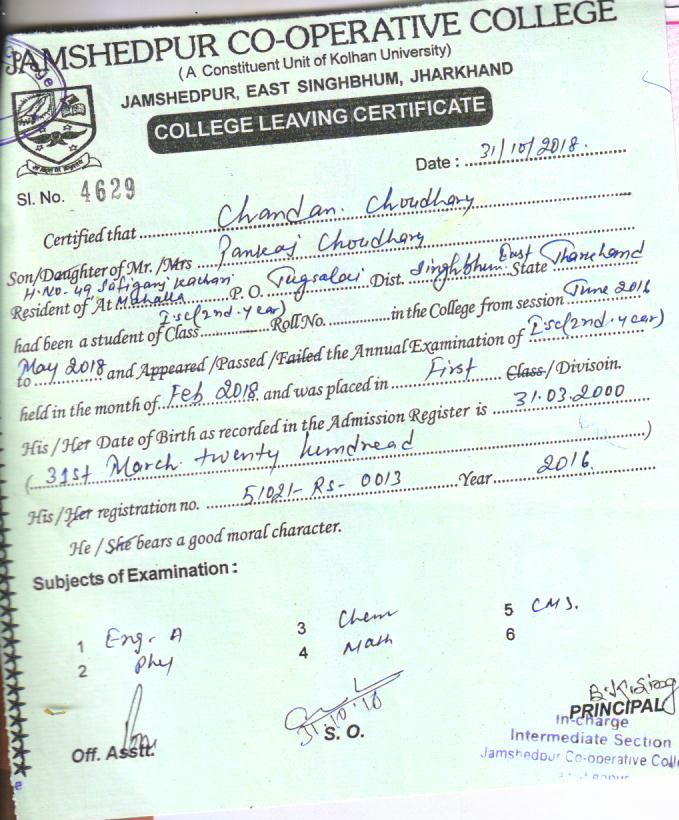 JAMSHEDPUR CO-OPERATIVE COLLEGE
(A Constituent Unit of Kolhan University)
JAMSHEDPUR, EAST SINGHBHUM, JHARKHAND
COLLEGE LEAVING CERTIFICATE
Date : 31/10/2018.
Sl. No. 4629
Certified that Chandan Choudhary
Son/Daughter of Mr. /Mrs Pankaj Choudhary
H.No-49
Resident of At Mahalla P. O. Jugsalai Dist. Singhbhum East State Jharkhand
had been a student of Class I sc (2nd. year) Roll No. in the College from session June 2016
to May 2018 and Appeared /Passed /Failed the Annual Examination of I sc (2nd. year)
held in the month of Feb 2018 and was placed in First Class / Divisoin.
His / Her Date of Birth as recorded in the Admission Register is 31.03.2000
( 31st March twenty hundread )
His/Her registration no. 51021- RS- 0013 Year 2016.
He / She bears a good moral character.
Subjects of Examination :
1 Eng. A 3 Chem 5 CMS.
2 Phy 4 Math 6
31.10.18
Off. Asstt. S. O. PRINCIPAL
In-charge
Intermediate Section
Jamshedpur Co-operative Coll